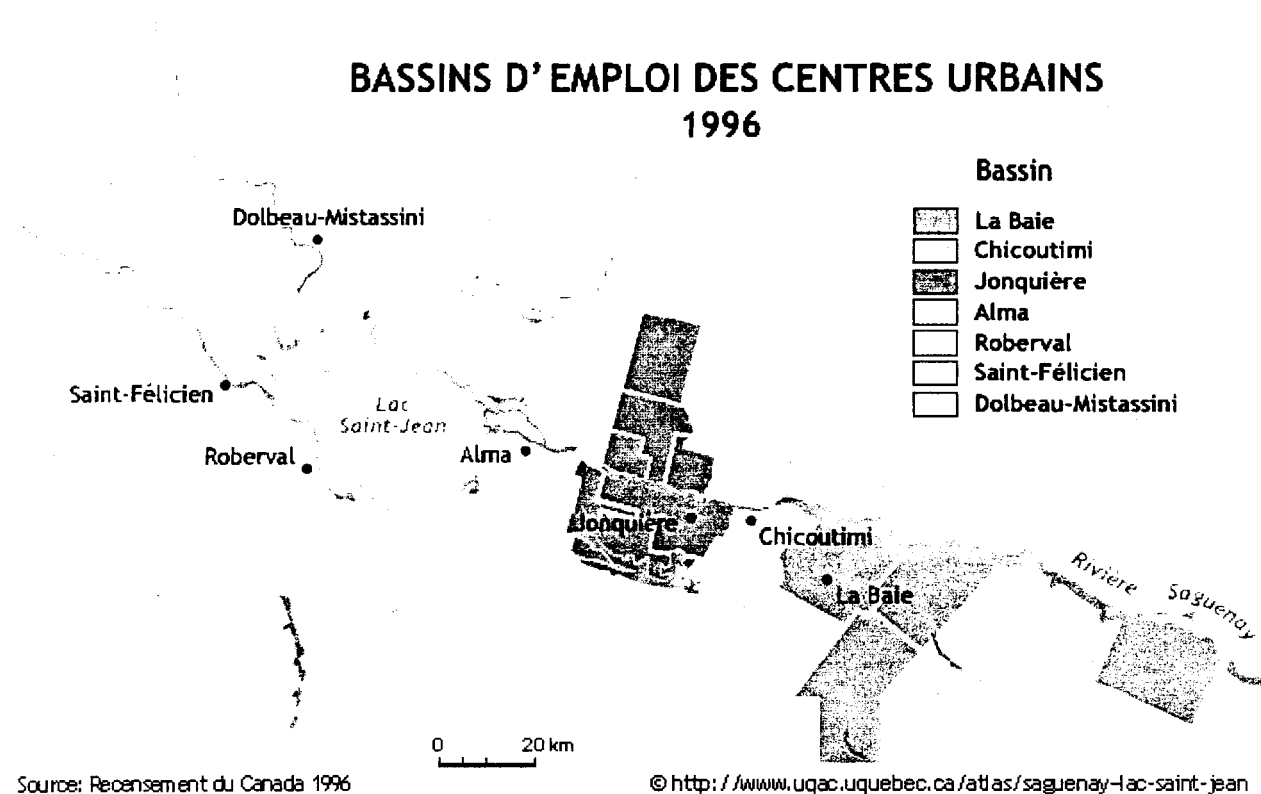 BASSINS D'EMPLOI DES CENTRES URBAINS
1996
Bassin
La Baie
Chicoutimi
Jonquière
Alma
Roberval
Saint-Félicien
Dolbeau-Mistassini
Dolbeau-Mistassini
Saint-Félicien
Lac
Saint-Jean
Roberval
Alma
Jonquière
Chicoutimi
La Baie
Rivière Saguenay
0 20 km
Source: Recensement du Canada 1996
© http://www.uqac.uquebec.ca/atlas/saguenay-lac-saint-jean